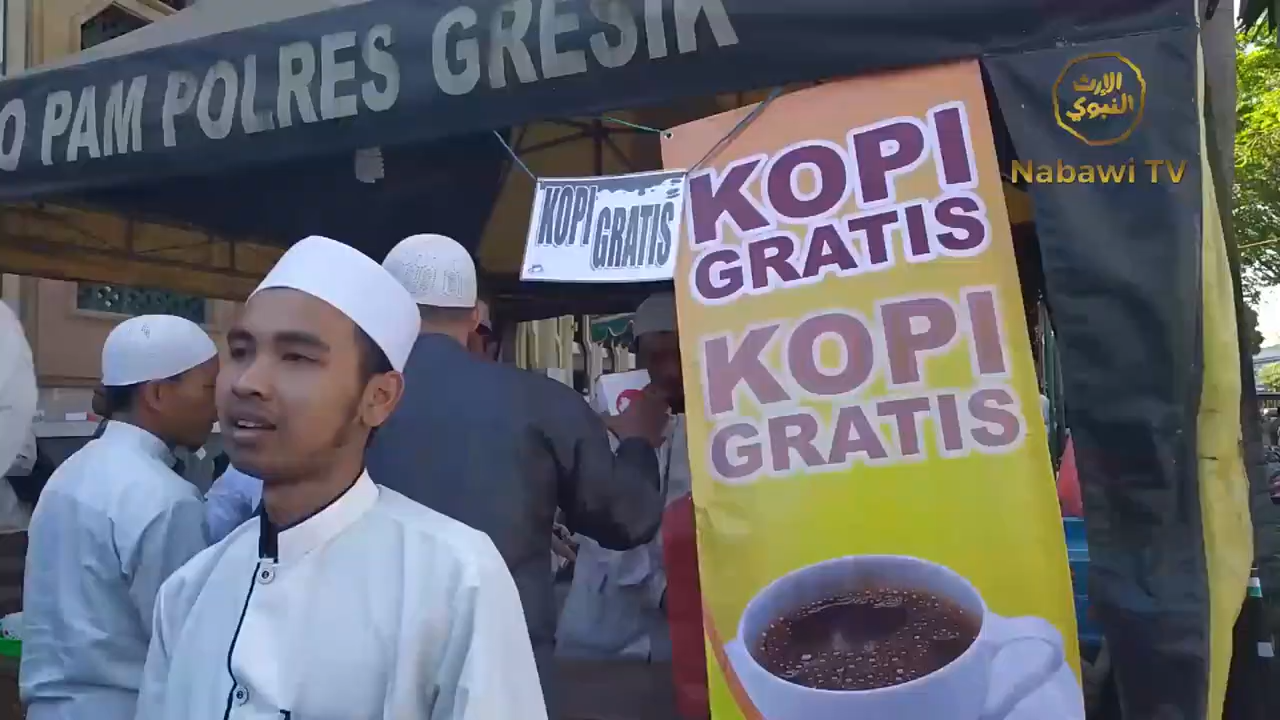 O PAM POLRES GRESIK
الإرث
النبوي
Nabawi TV
KOPI
GRATIS
KOPI
GRATIS
KOPI
GRATIS